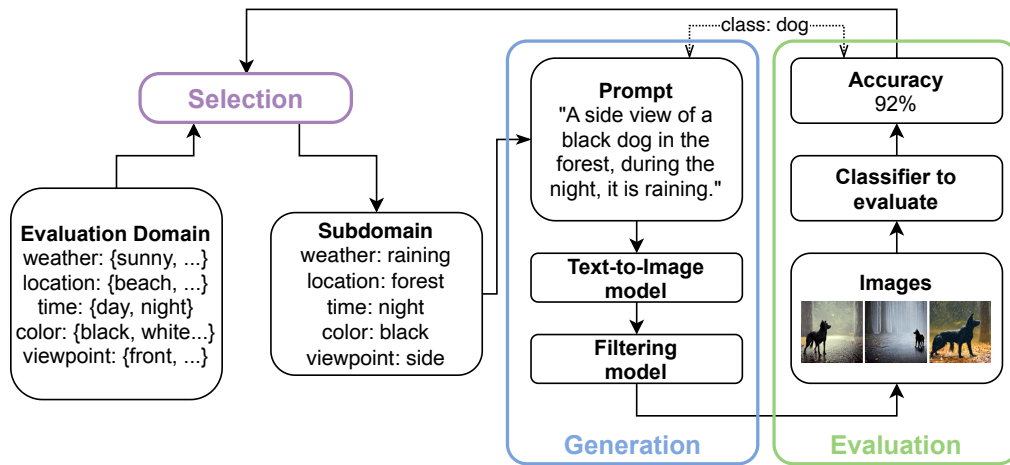 class: dog
Selection
Evaluation Domain
weather: {sunny, ...}
location: {beach, ...}
time: {day, night}
color: {black, white...}
viewpoint: {front, ...}
Subdomain
weather: raining
location: forest
time: night
color: black
viewpoint: side
Prompt
"A side view of a
black dog in the
forest, during the
night, it is raining."
Text-to-Image
model
Filtering
model
Generation
Accuracy
92%
Classifier to
evaluate
Images
Evaluation